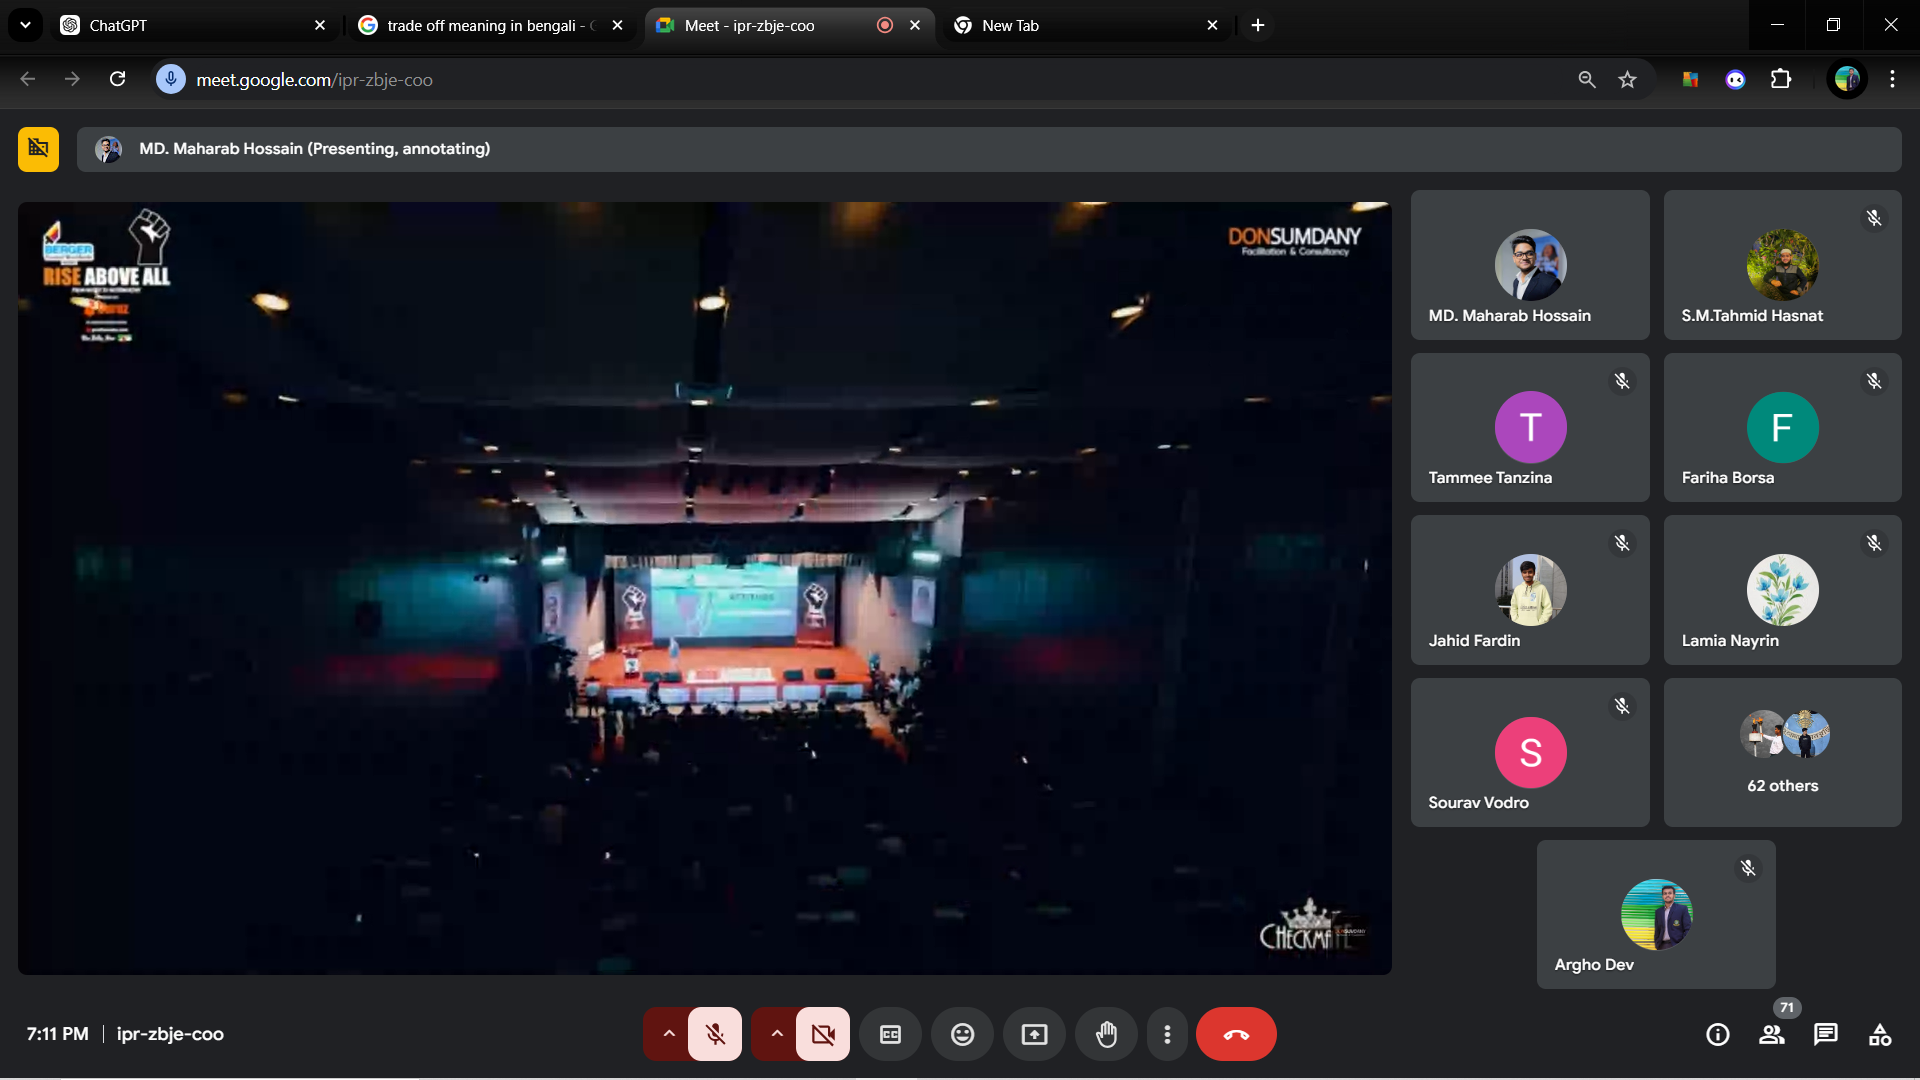 ChatGPT
trade off meaning in bengali - G
Meet - ipr-zbje-coo
New Tab
meet.google.com/ipr-zbje-coo
MD. Maharab Hossain (Presenting, annotating)
BERGER
RISE ABOVE ALL
DONSUMDANY
Facilitation & Consultancy
CHECKMATE
MD. Maharab Hossain
S.M.Tahmid Hasnat
T
Tammee Tanzina
F
Fariha Borsa
Jahid Fardin
Lamia Nayrin
S
Sourav Vodro
62 others
Argho Dev
7:11 PM
ipr-zbje-coo
CC
71